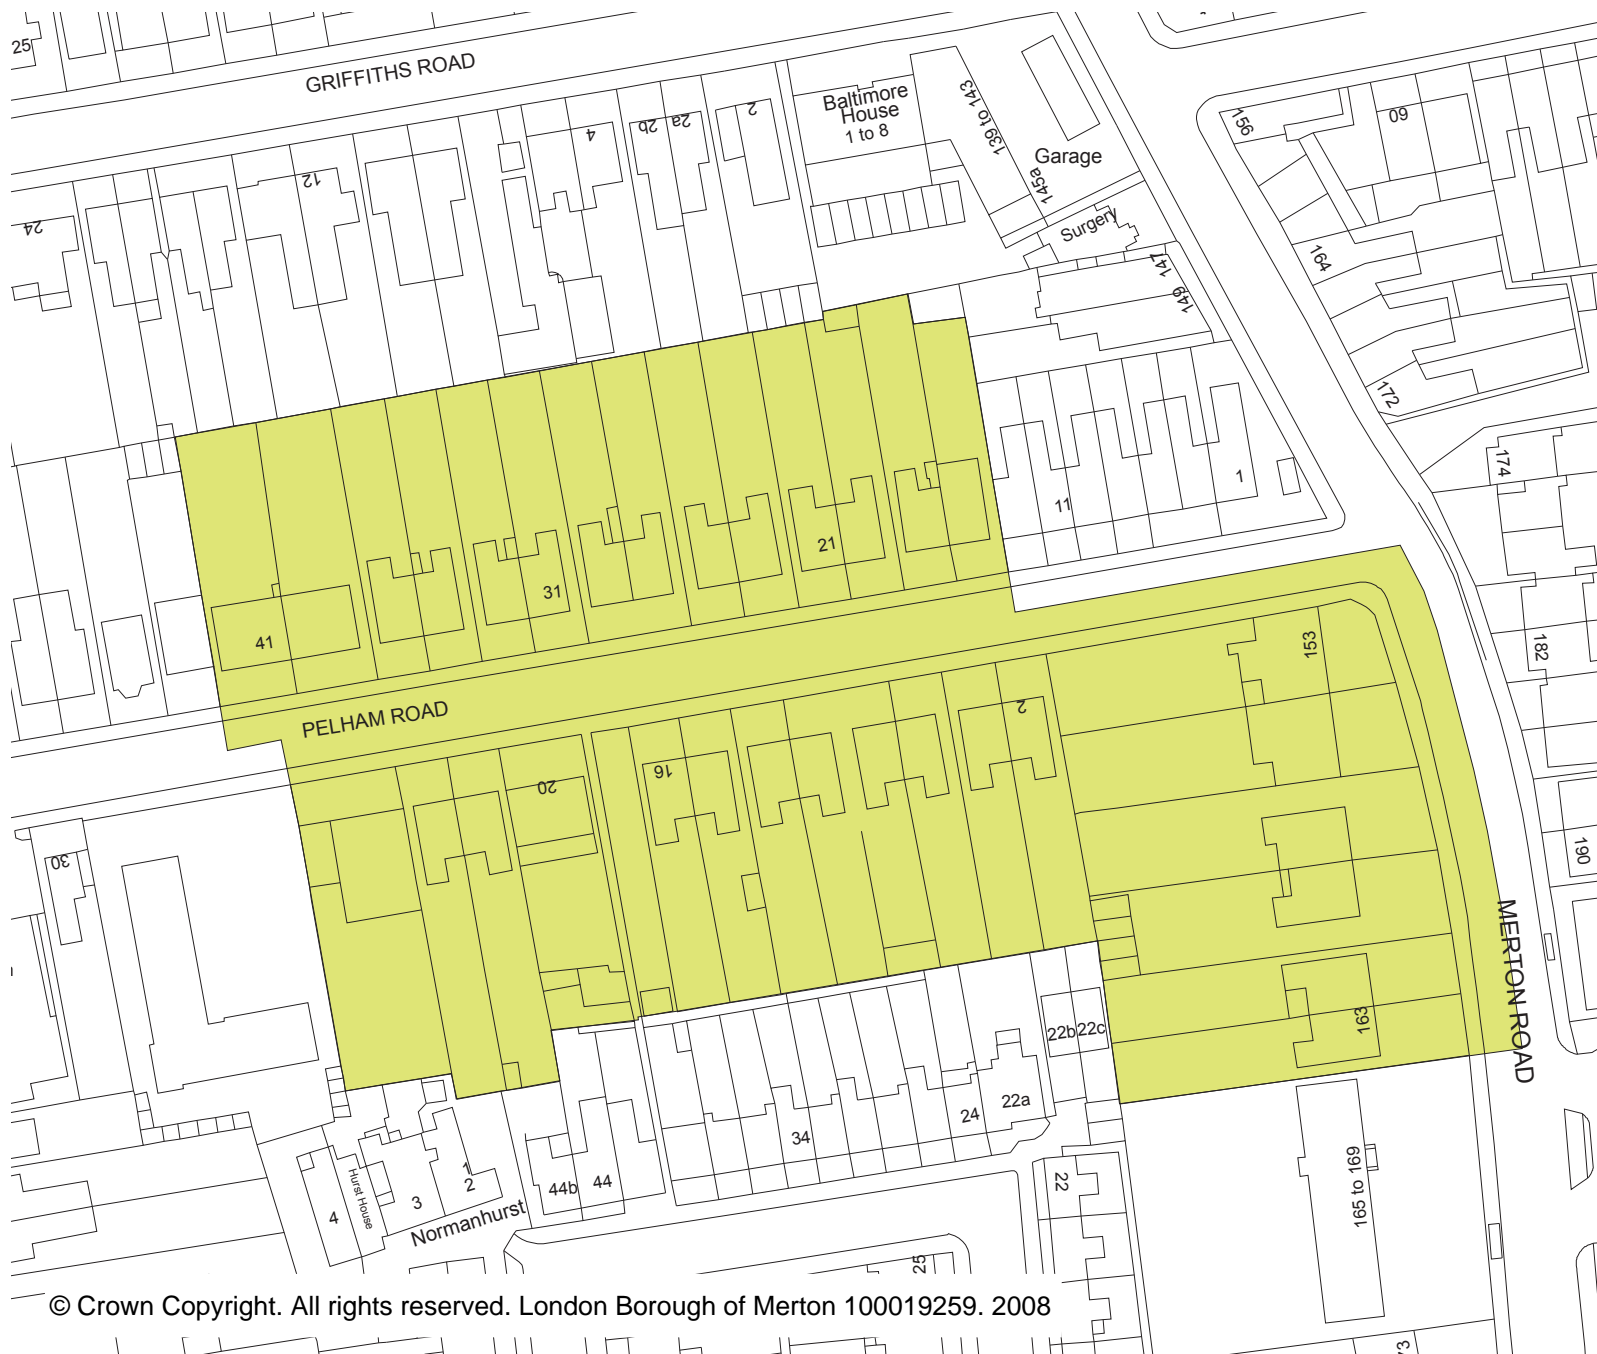 25
GRIFFITHS ROAD
Baltimore
House
1 to 8
139 to 143
Garage
145a
Surgery
147
149
156
60
164
172
174
182
190
24
12
4
2b
2a
2
1
11
21
31
41
PELHAM ROAD
153
2
16
20
30
MERTON ROAD
163
22b
22c
22a
24
34
44
44b
22
165 to 169
1
2
3
4
Hurst House
Normanhurst
25
© Crown Copyright. All rights reserved. London Borough of Merton 100019259. 2008